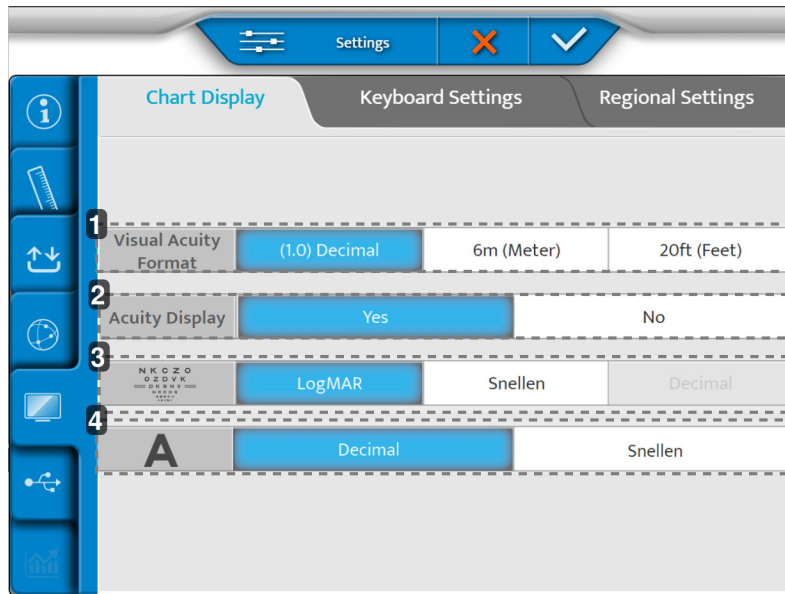 Settings
Chart Display
Keyboard Settings
Regional Settings
1
Visual Acuity
Format
(1.0) Decimal
6m (Meter)
20ft (Feet)
2
Acuity Display
Yes
No
3
N K C Z O
O Z D V K
LogMAR
Snellen
Decimal
4
A
Decimal
Snellen